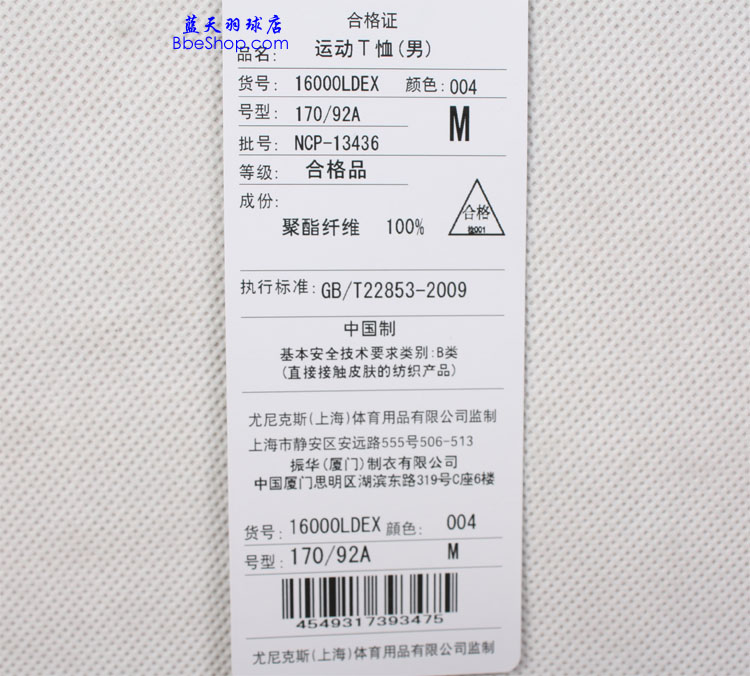 合格证
蓝天羽球店
BbeShop.com
品名: 运动T恤(男)
货号: 16000LDEX 颜色: 004
号型: 170/92A M
批号: NCP-13436
等级: 合格品
成份:
合格
检001
聚酯纤维 100%
执行标准: GB/T22853-2009
中国制
基本安全技术要求类别:B类
(直接接触皮肤的纺织产品)
尤尼克斯(上海)体育用品有限公司监制
上海市静安区安远路555号506-513
振华(厦门)制衣有限公司
中国厦门思明区湖滨东路319号C座6楼
货号: 16000LDEX 颜色: 004
号型: 170/92A M
4549317393475
尤尼克斯(上海)体育用品有限公司监制